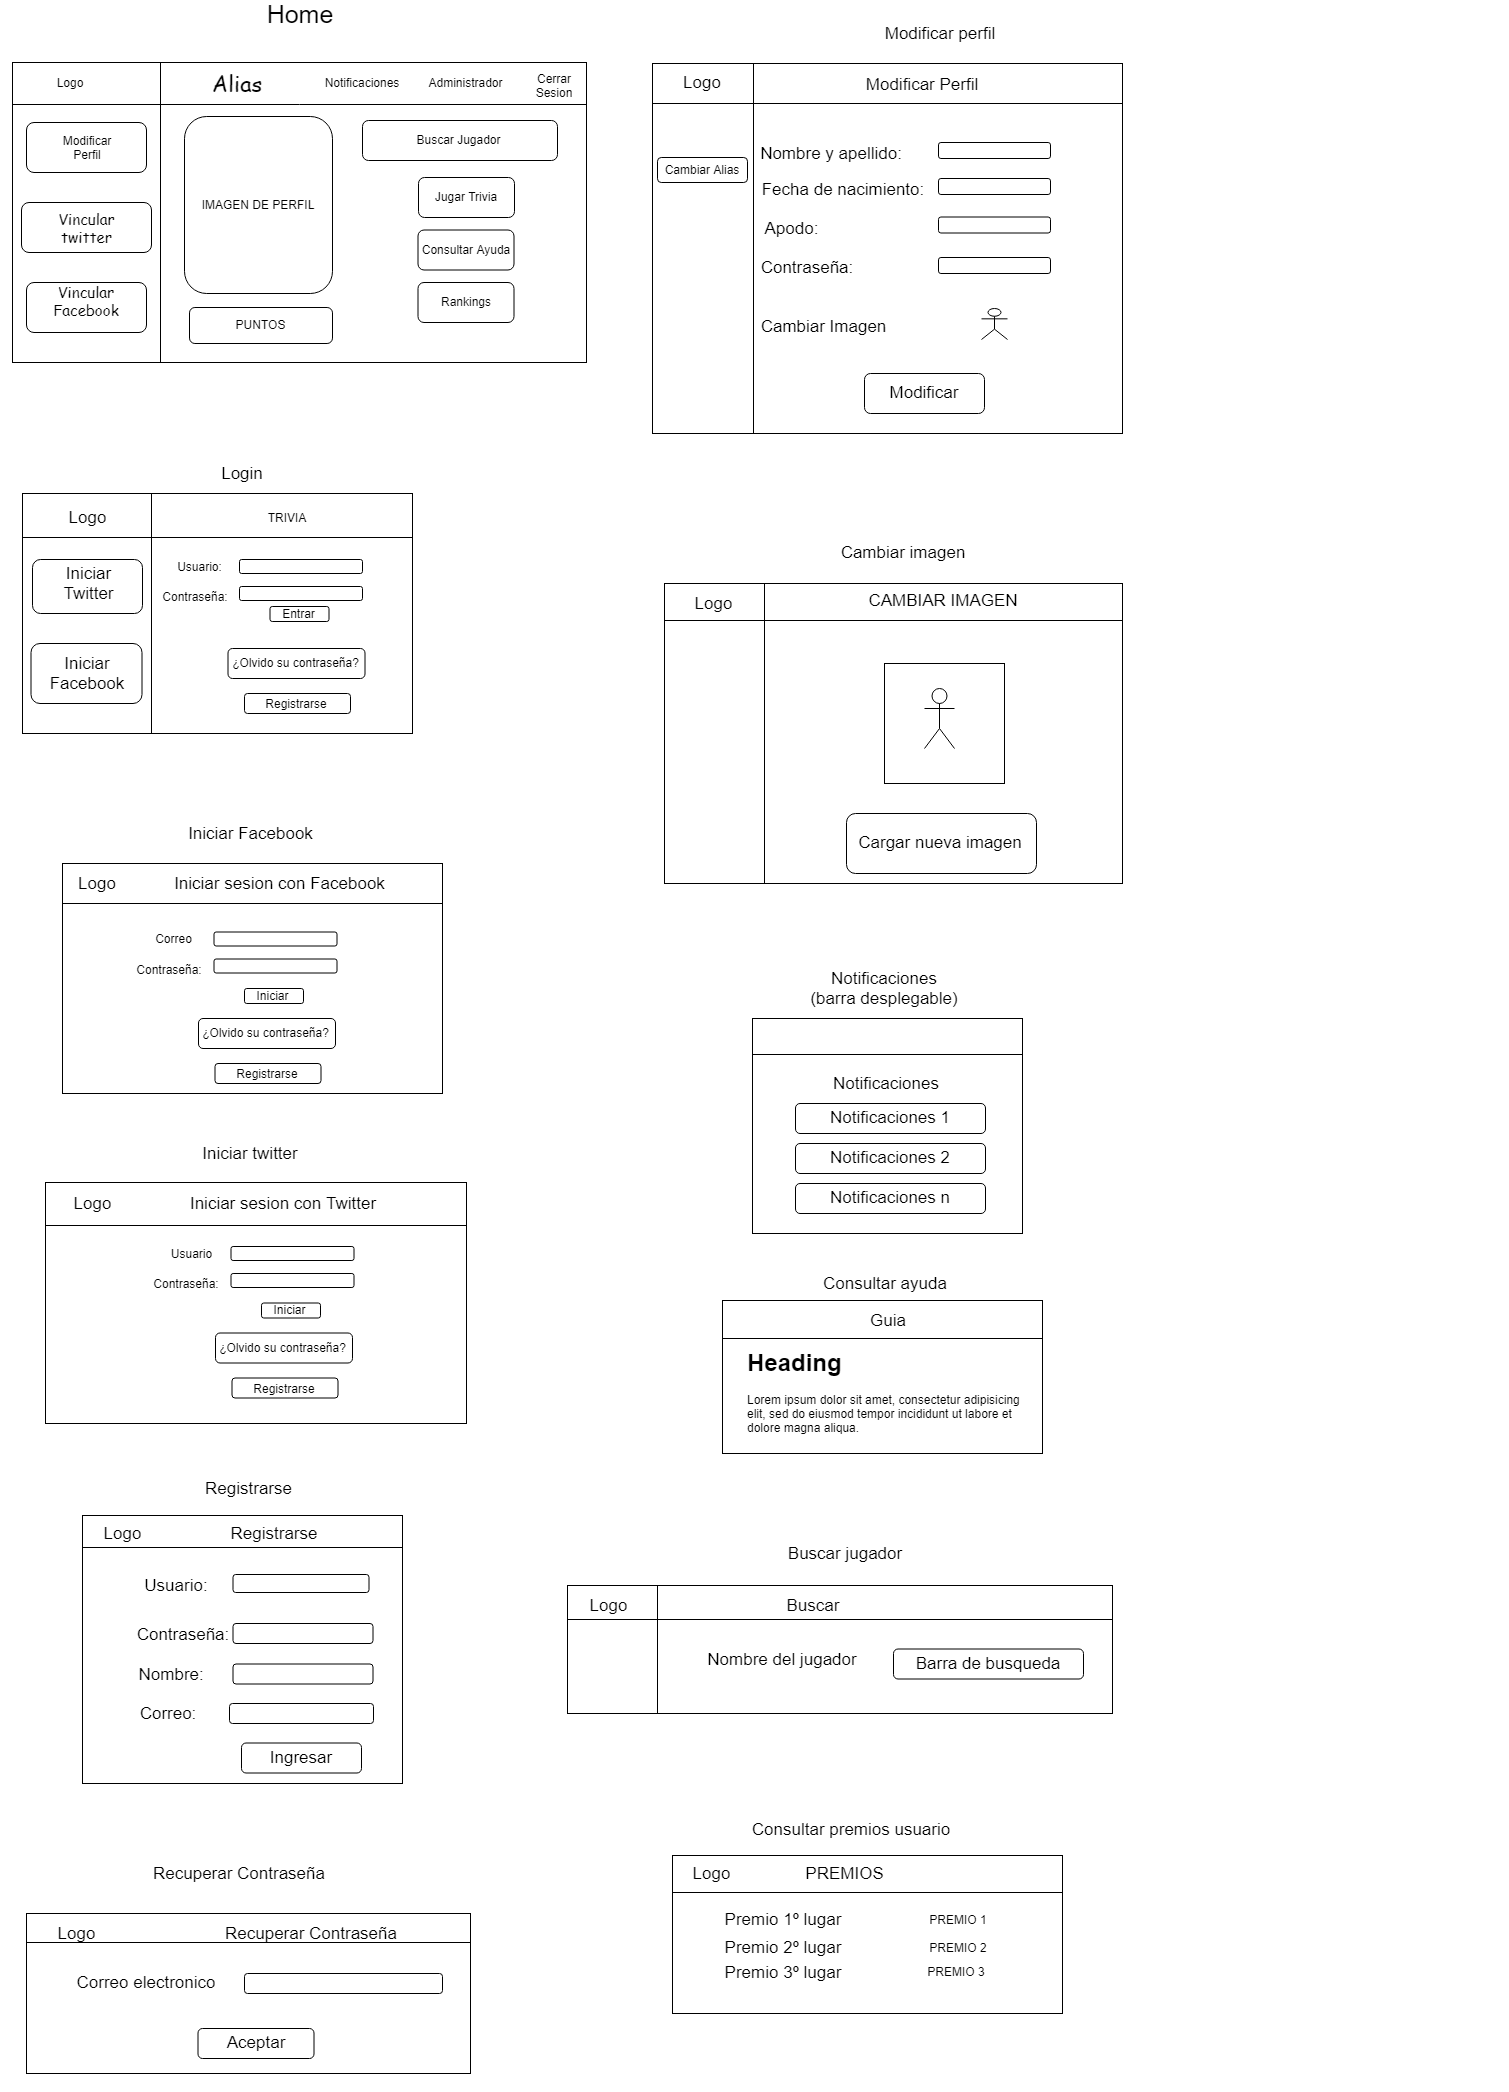 Home
Logo
Alias
Notificaciones
Administrador
Cerrar
Sesion
Modificar
Perfil
Vincular
twitter
Vincular
Facebook
IMAGEN DE PERFIL
PUNTOS
Buscar Jugador
Jugar Trivia
Consultar Ayuda
Rankings
Modificar perfil
Logo
Modificar Perfil
Cambiar Alias
Nombre y apellido:
Fecha de nacimiento:
Apodo:
Contraseña:
Cambiar Imagen
Modificar
Login
Logo
TRIVIA
Iniciar
Twitter
Iniciar
Facebook
Usuario:
Contraseña:
Entrar
¿Olvido su contraseña?
Registrarse
Cambiar imagen
Logo
CAMBIAR IMAGEN
Cargar nueva imagen
Iniciar Facebook
Logo
Iniciar sesion con Facebook
Correo
Contraseña:
Iniciar
¿Olvido su contraseña?
Registrarse
Notificaciones
(barra desplegable)
Notificaciones
Notificaciones 1
Notificaciones 2
Notificaciones n
Iniciar twitter
Logo
Iniciar sesion con Twitter
Usuario
Contraseña:
Iniciar
¿Olvido su contraseña?
Registrarse
Consultar ayuda
Guia
Heading
Lorem ipsum dolor sit amet, consectetur adipisicing
elit, sed do eiusmod tempor incididunt ut labore et
dolore magna aliqua.
Registrarse
Logo
Registrarse
Usuario:
Contraseña:
Nombre:
Correo:
Ingresar
Buscar jugador
Logo
Buscar
Nombre del jugador
Barra de busqueda
Consultar premios usuario
Logo
PREMIOS
Premio 1º lugar
PREMIO 1
Premio 2º lugar
PREMIO 2
Premio 3º lugar
PREMIO 3
Recuperar Contraseña
Logo
Recuperar Contraseña
Correo electronico
Aceptar